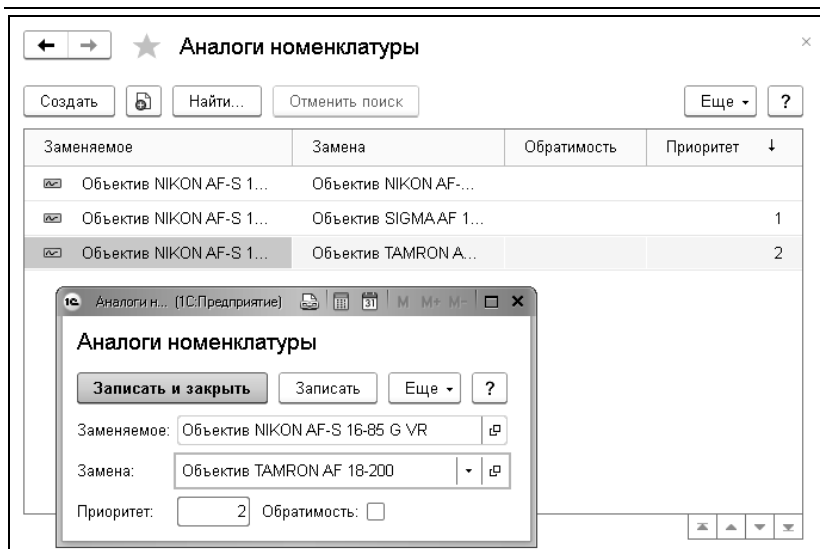 Аналоги номенклатуры
Создать Найти... Отменить поиск Еще ?
Заменяемое Замена Обратимость Приоритет
Объектив NIKON AF-S 1... Объектив NIKON AF-...
Объектив NIKON AF-S 1... Объектив SIGMA AF 1... 1
Объектив NIKON AF-S 1... Объектив TAMRON A... 2
1С Аналоги н... (1С:Предприятие) 31 M M+ M-
Аналоги номенклатуры
Записать и закрыть Записать Еще ?
Заменяемое: Объектив NIKON AF-S 16-85 G VR
Замена: Объектив TAMRON AF 18-200
Приоритет: 2 Обратимость: